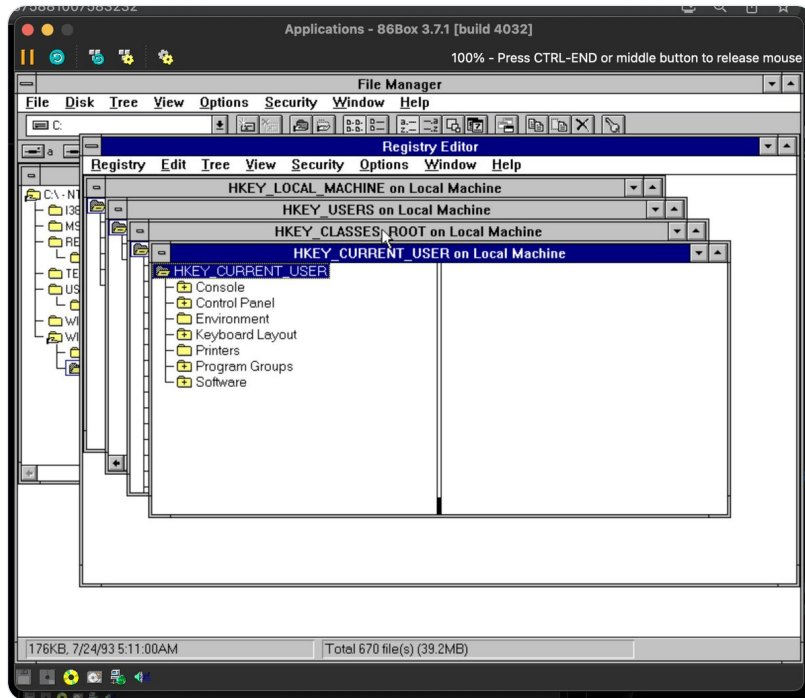 Applications - 86Box 3.7.1 [build 4032]
100% - Press CTRL-END or middle button to release mouse
File Manager
File Disk Tree View Options Security Window Help
C:
a
Registry Editor
Registry Edit Tree View Security Options Window Help
C:\ - NT
I38
MS
RE
TE
US
WI
WI
HKEY_LOCAL_MACHINE on Local Machine
HKEY_USERS on Local Machine
HKEY_CLASSES_ROOT on Local Machine
HKEY_CURRENT_USER on Local Machine
HKEY_CURRENT_USER
Console
Control Panel
Environment
Keyboard Layout
Printers
Program Groups
Software
176KB, 7/24/93 5:11:00AM
Total 670 file(s) (39.2MB)